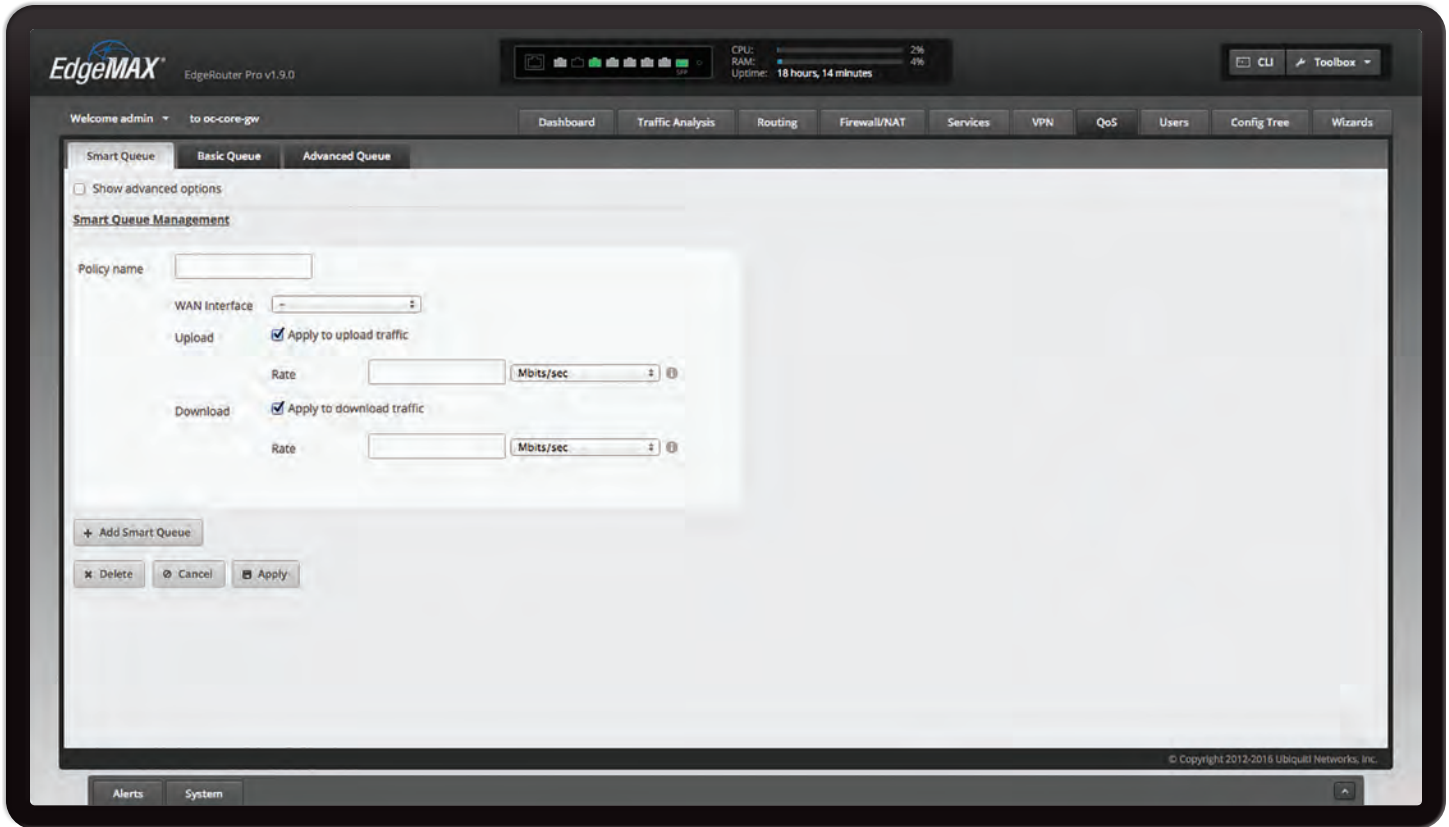 EdgeMAX®
EdgeRouter Pro v1.9.0
SFP
CPU: 2%
RAM: 4%
Uptime: 18 hours, 14 minutes
CLI
Toolbox
Welcome admin to oc-core-gw
Dashboard Traffic Analysis Routing Firewall/NAT Services VPN QoS Users Config Tree Wizards
Smart Queue Basic Queue Advanced Queue
Show advanced options
Smart Queue Management
Policy name
WAN Interface -
Upload Apply to upload traffic
Rate Mbits/sec
Download Apply to download traffic
Rate Mbits/sec
+ Add Smart Queue
Delete Cancel Apply
© Copyright 2012-2016 Ubiquiti Networks, Inc.
Alerts System